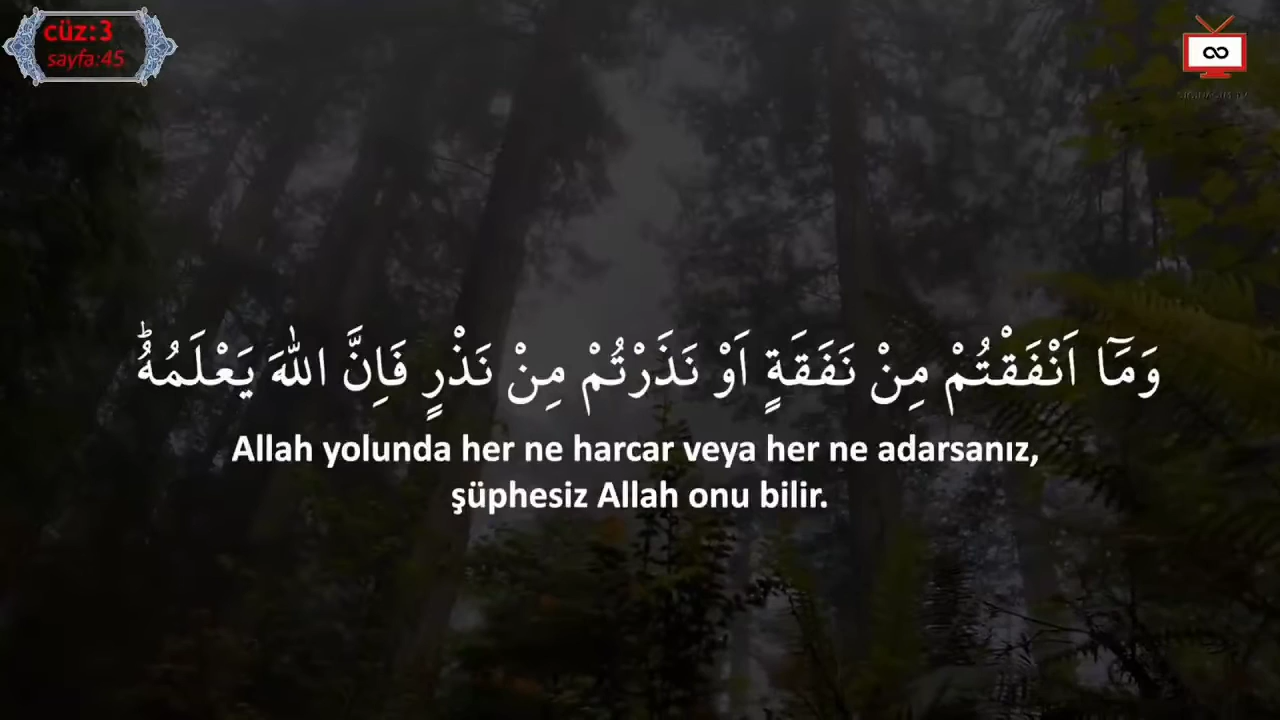 cüz:3
sayfa:45
وَمَٓا اَنْفَقْتُمْ مِنْ نَفَقَةٍ اَوْ نَذَرْتُمْ مِنْ نَذْرٍ فَاِنَّ اللّٰهَ يَعْلَمُهُۜ
Allah yolunda her ne harcar veya her ne adarsanız,
şüphesiz Allah onu bilir.